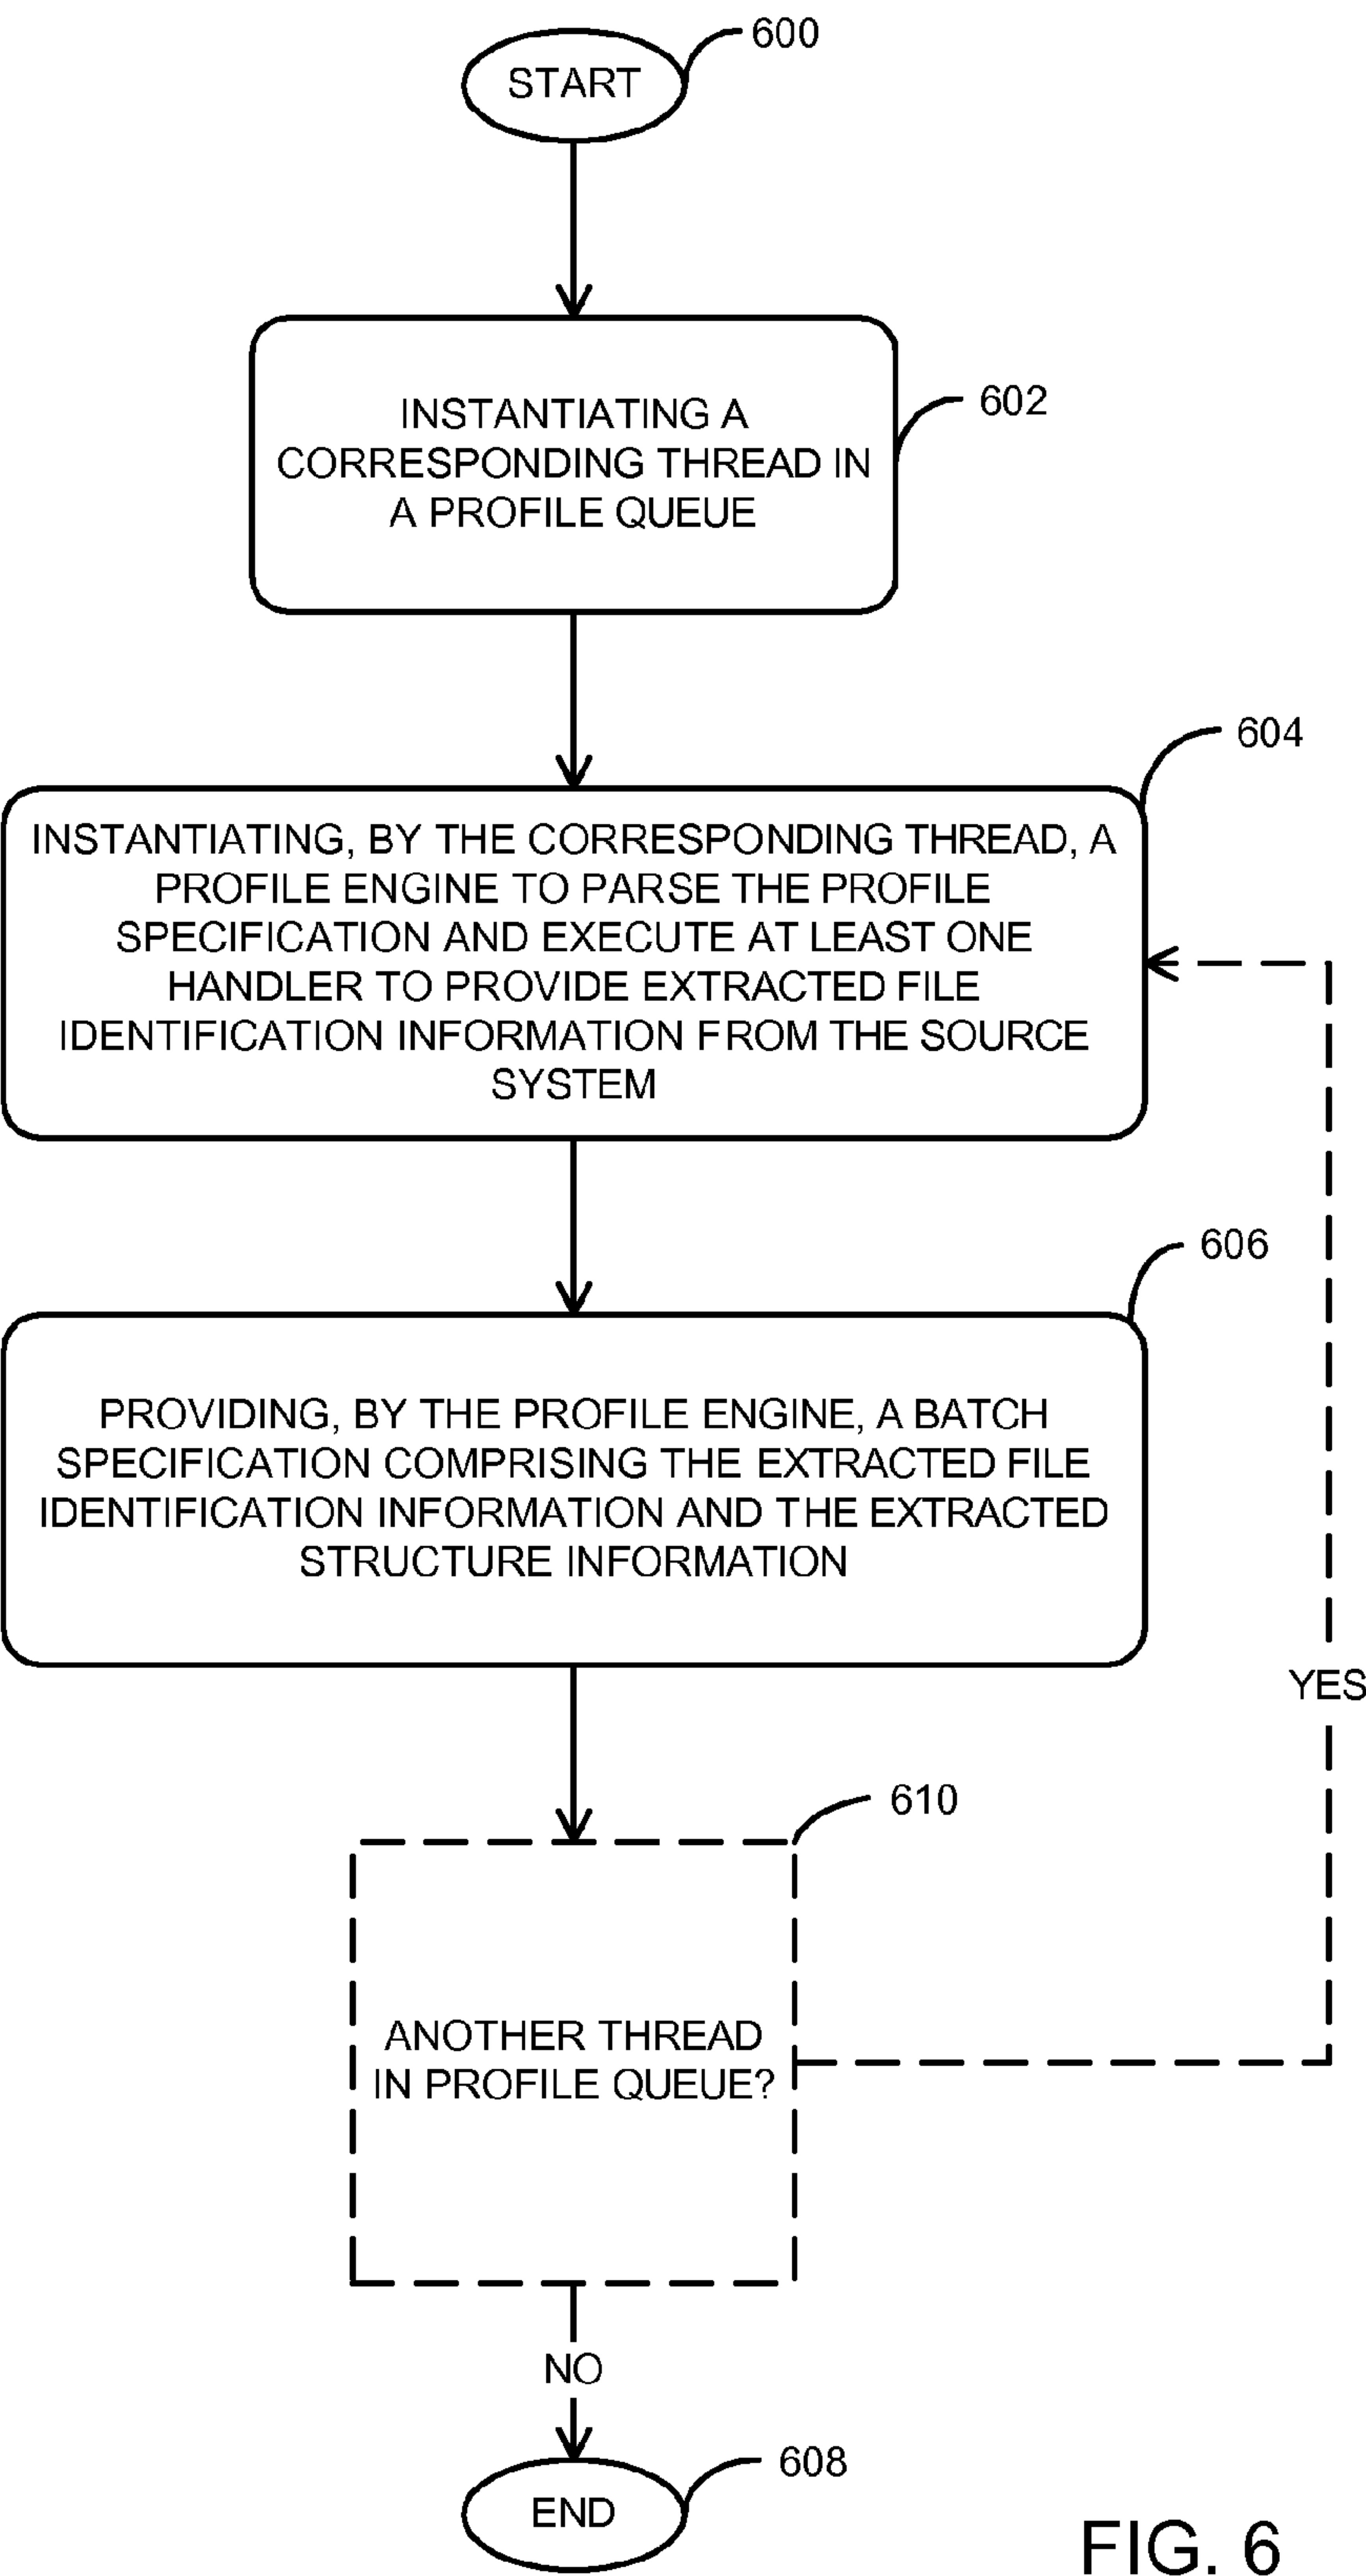 START
600
INSTANTIATING A
CORRESPONDING THREAD IN
A PROFILE QUEUE
602
604
INSTANTIATING, BY THE CORRESPONDING THREAD, A
PROFILE ENGINE TO PARSE THE PROFILE
SPECIFICATION AND EXECUTE AT LEAST ONE
HANDLER TO PROVIDE EXTRACTED FILE
IDENTIFICATION INFORMATION FROM THE SOURCE
SYSTEM
606
PROVIDING, BY THE PROFILE ENGINE, A BATCH
SPECIFICATION COMPRISING THE EXTRACTED FILE
IDENTIFICATION INFORMATION AND THE EXTRACTED
STRUCTURE INFORMATION
YES
610
ANOTHER THREAD
IN PROFILE QUEUE?
NO
608
END
FIG. 6